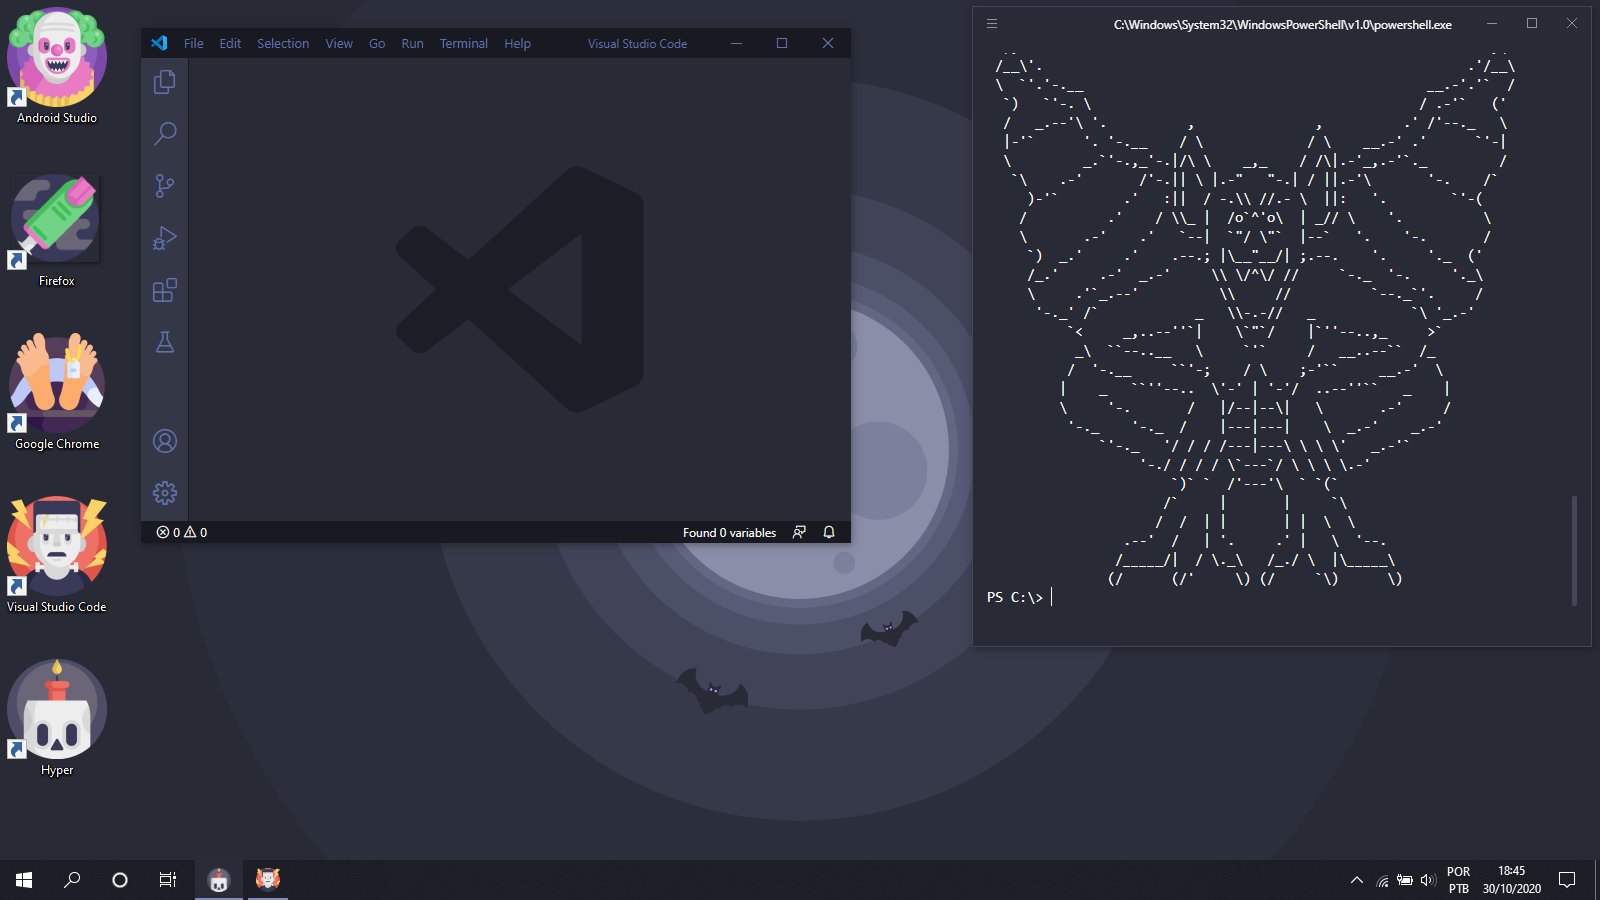 Android Studio
Firefox
Google Chrome
Visual Studio Code
Hyper
File Edit Selection View Go Run Terminal Help Visual Studio Code
0 0 Found 0 variables
C:\Windows\System32\WindowsPowerShell\v1.0\powershell.exe
PS C:\>
POR
PTB
18:45
30/10/2020